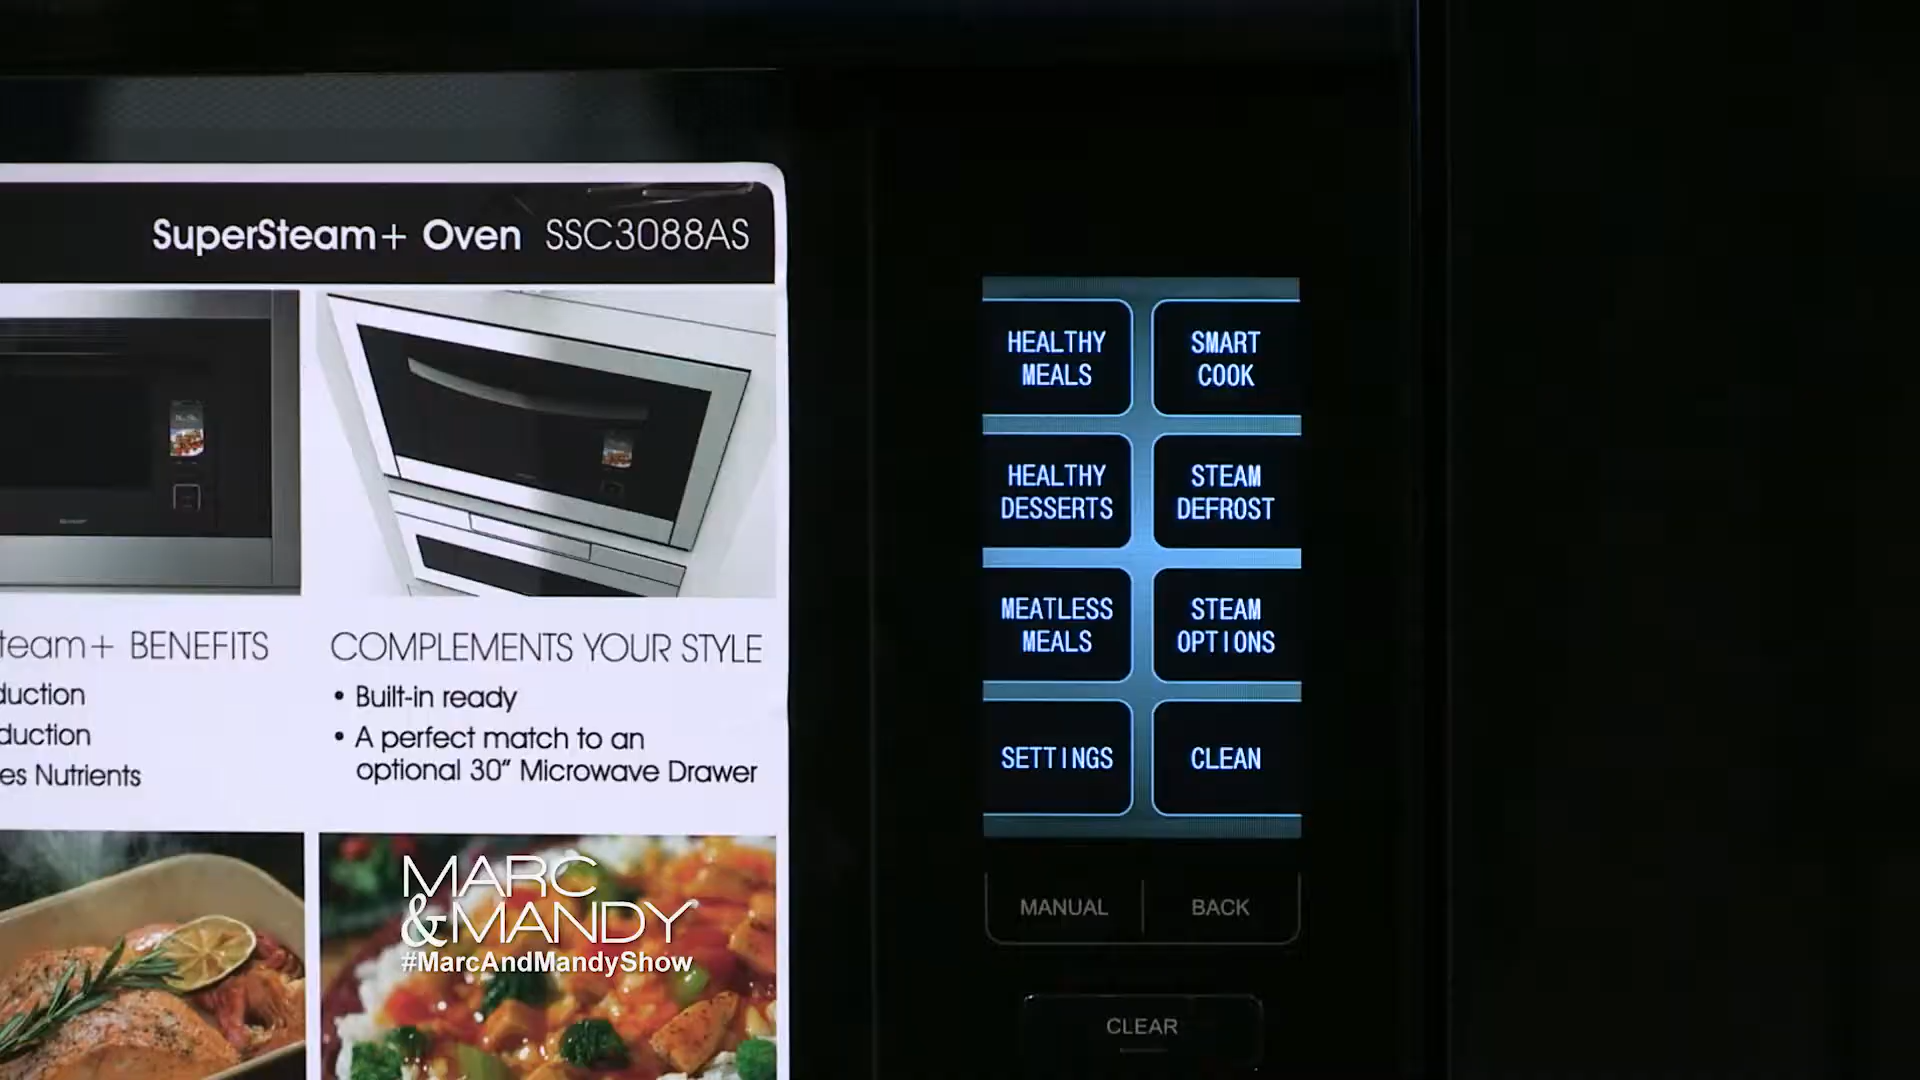 SuperSteam+ Oven SSC3088AS
team+ BENEFITS
duction
duction
es Nutrients
COMPLEMENTS YOUR STYLE
• Built-in ready
• A perfect match to an
optional 30" Microwave Drawer
MARC
&MANDY
#MarcAndMandyShow
HEALTHY
MEALS
SMART
COOK
HEALTHY
DESSERTS
STEAM
DEFROST
MEATLESS
MEALS
STEAM
OPTIONS
SETTINGS
CLEAN
MANUAL
BACK
CLEAR